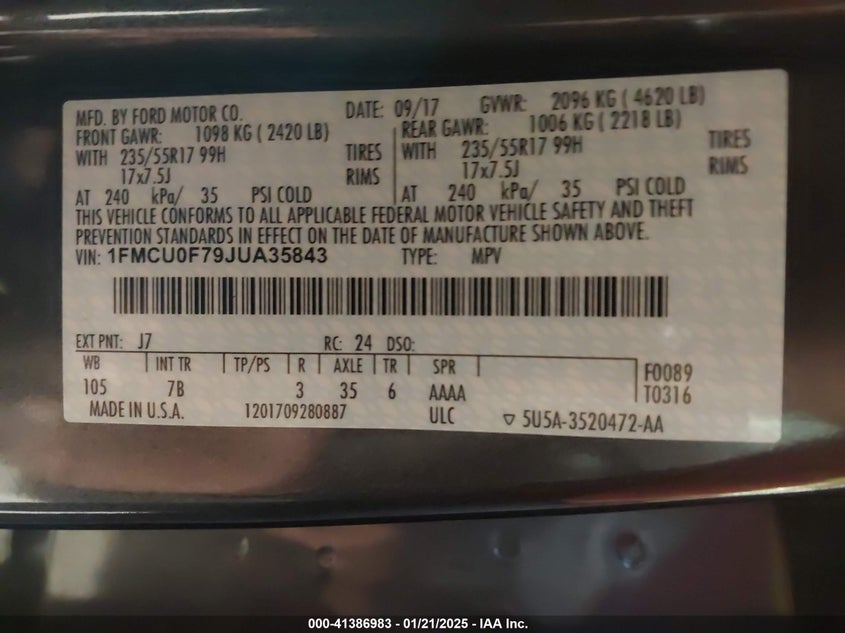 MFD. BY FORD MOTOR CO. DATE: 09/17 GVWR: 2096 KG ( 4620 LB)
FRONT GAWR: 1098 KG ( 2420 LB) REAR GAWR: 1006 KG ( 2218 LB)
WITH 235/55R17 99H TIRES WITH 235/55R17 99H TIRES
17x7.5J RIMS 17x7.5J RIMS
AT 240 kPa/ 35 PSI COLD AT 240 kPa/ 35 PSI COLD
THIS VEHICLE CONFORMS TO ALL APPLICABLE FEDERAL MOTOR VEHICLE SAFETY AND THEFT
PREVENTION STANDARDS IN EFFECT ON THE DATE OF MANUFACTURE SHOWN ABOVE.
VIN: 1FMCU0F79JUA35843 TYPE: MPV
EXT PNT: J7 RC: 24 DSO:
WB INT TR TP/PS R AXLE TR SPR F0089
105 7B 3 35 6 AAAA T0316
MADE IN U.S.A. 1201709280887 ULC ▽ 5U5A-3520472-AA
000-41386983 - 01/21/2025 - IAA Inc.